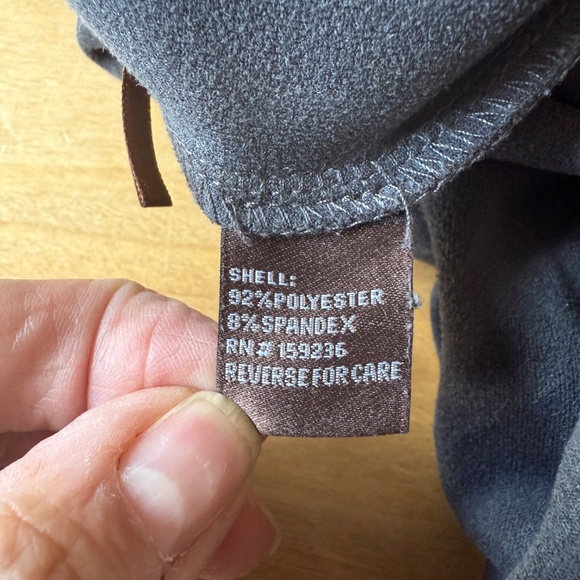 SHELL:
92%POLYESTER
8%SPANDEX
RN# 159236
REVERSE FOR CARE